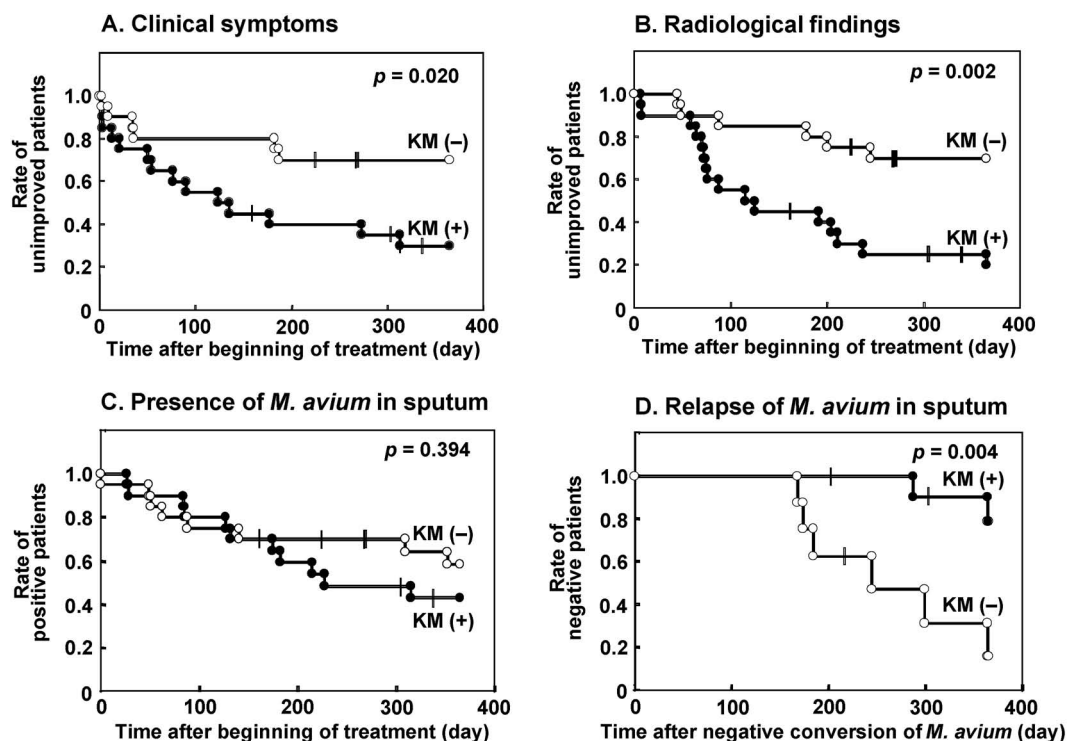 A. Clinical symptoms
p = 0.020
1.0
0.8
0.6
0.4
0.2
0
Rate of
unimproved patients
KM (–)
KM (+)
0 100 200 300 400
Time after beginning of treatment (day)
B. Radiological findings
p = 0.002
1.0
0.8
0.6
0.4
0.2
0
Rate of
unimproved patients
KM (–)
KM (+)
0 100 200 300 400
Time after beginning of treatment (day)
C. Presence of M. avium in sputum
p = 0.394
1.0
0.8
0.6
0.4
0.2
0
Rate of
positive patients
KM (–)
KM (+)
0 100 200 300 400
Time after beginning of treatment (day)
D. Relapse of M. avium in sputum
p = 0.004
1.0
0.8
0.6
0.4
0.2
0
Rate of
negative patients
KM (+)
KM (–)
0 100 200 300 400
Time after negative conversion of M. avium (day)